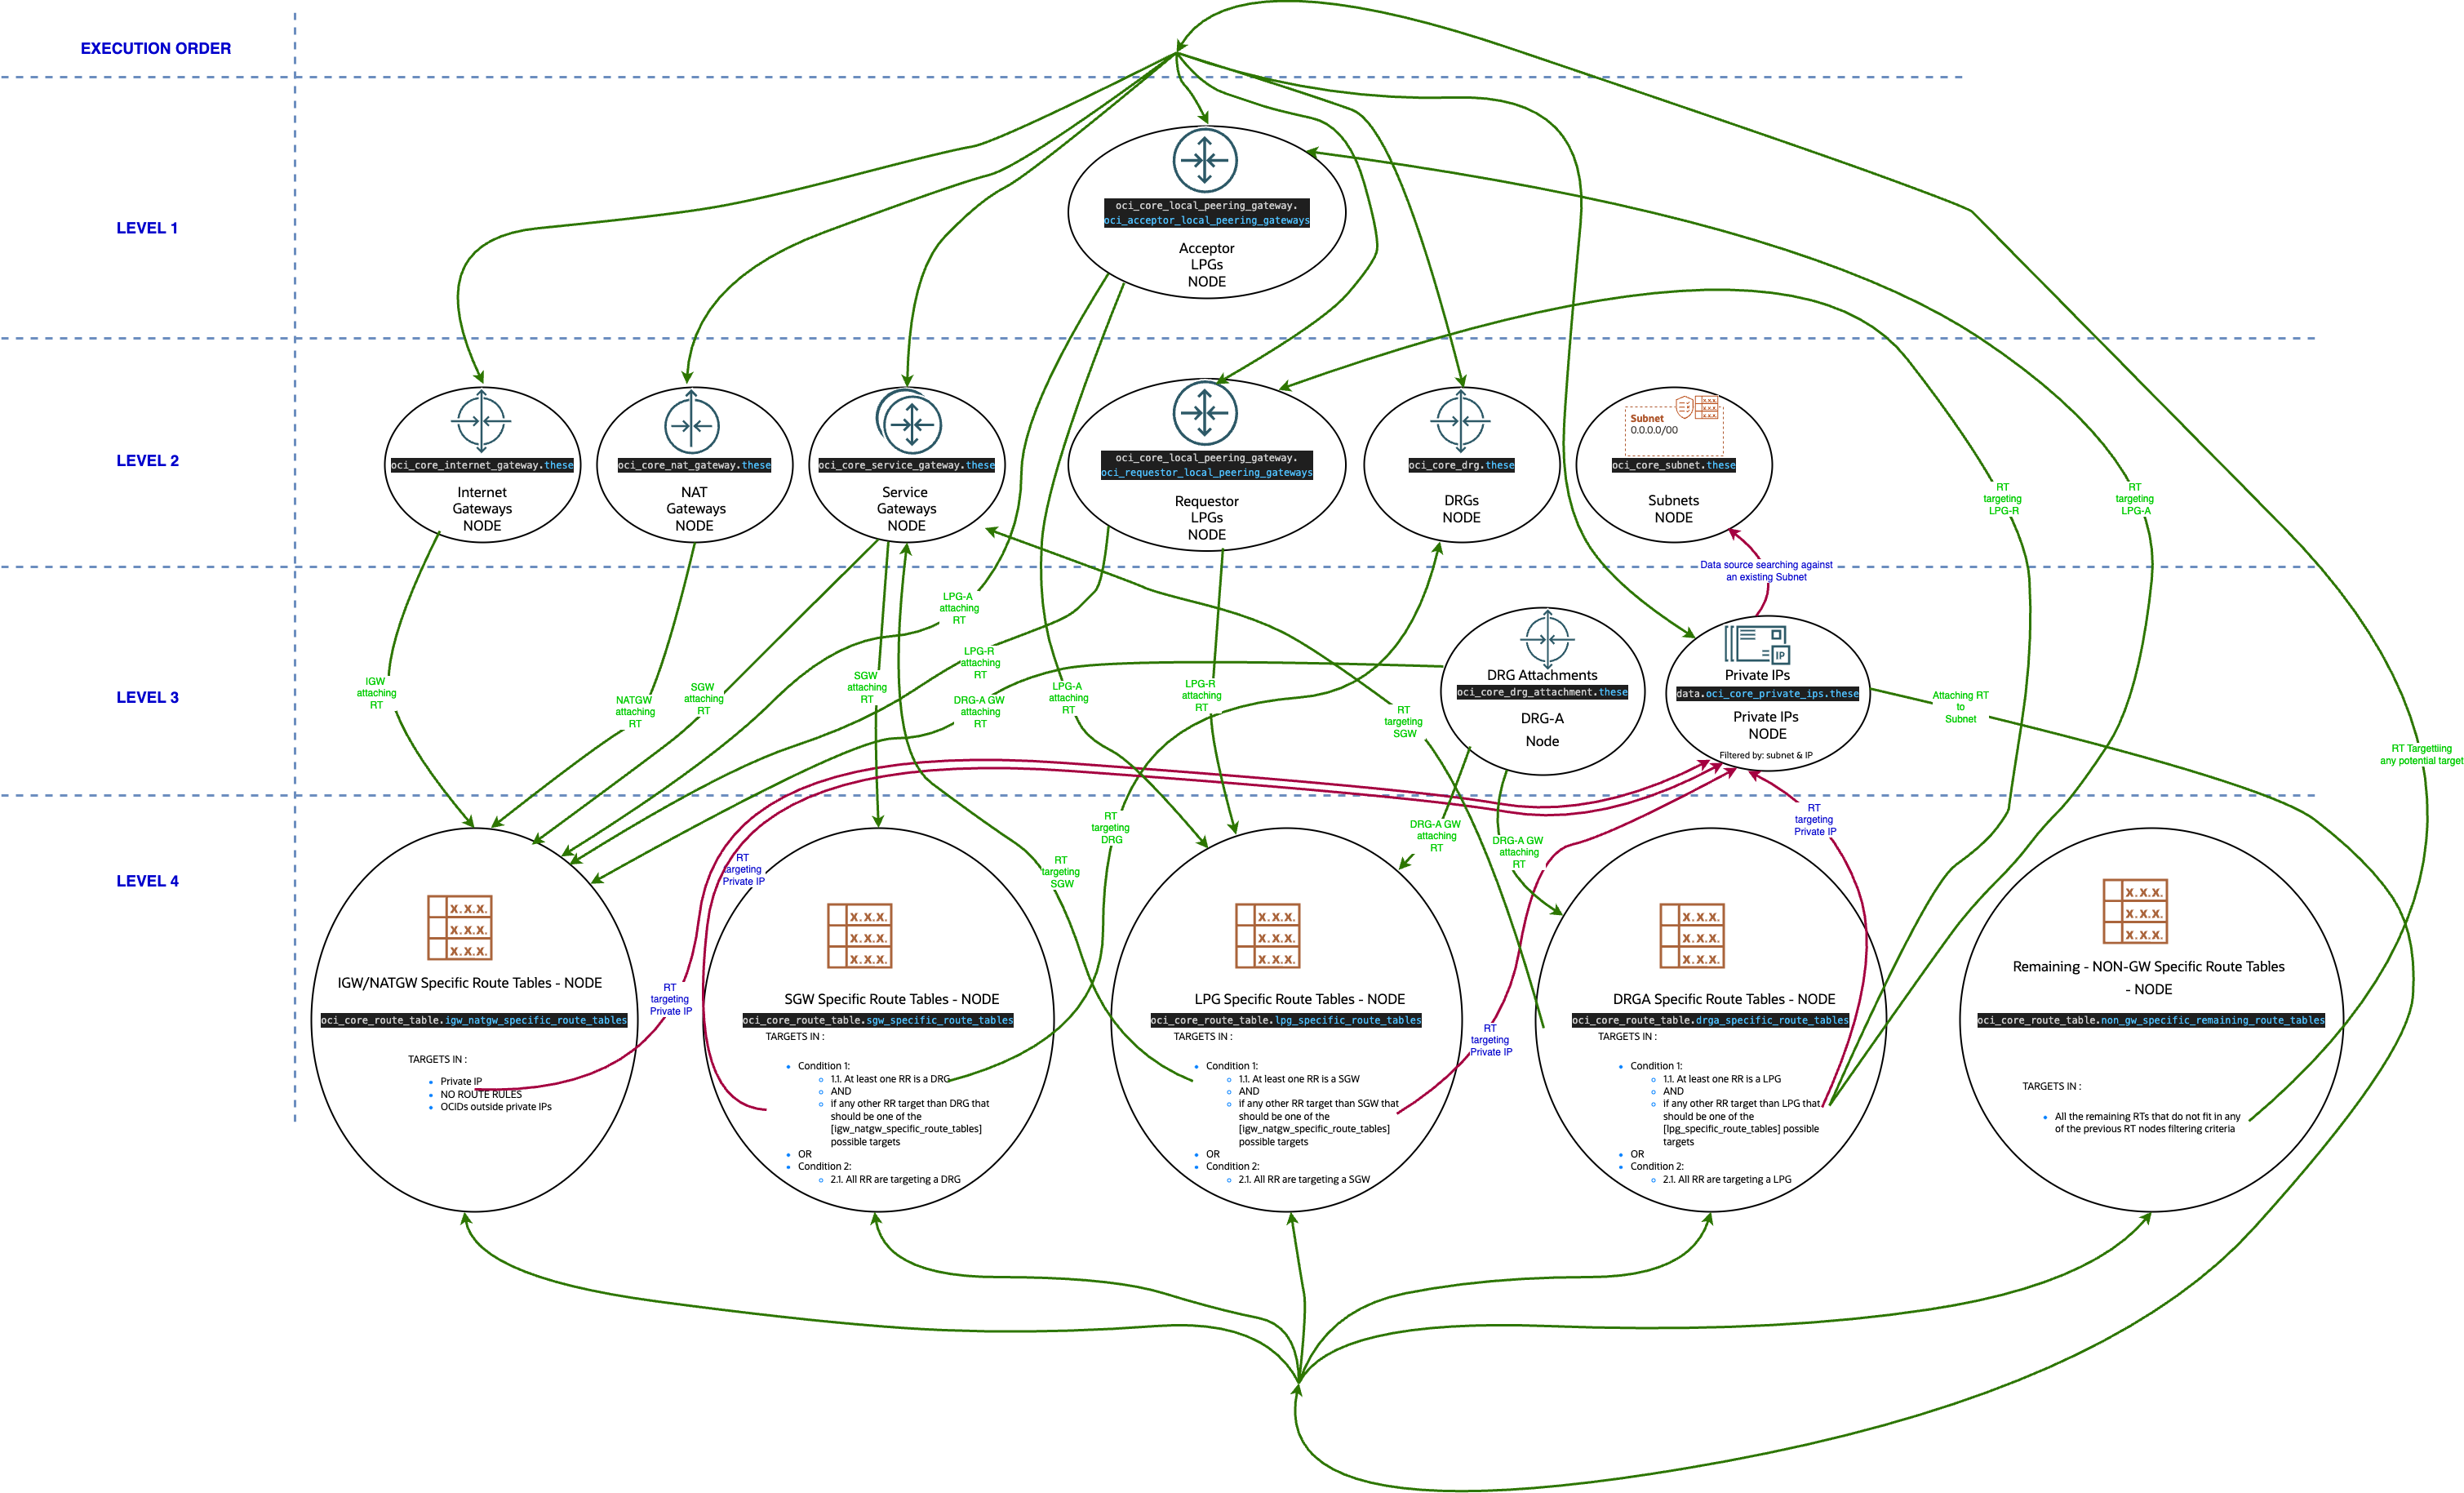 EXECUTION ORDER
LEVEL 1
oci_core_local_peering_gateway.
oci_acceptor_local_peering_gateways
Acceptor
LPGs
NODE
LEVEL 2
oci_core_internet_gateway.these
Internet
Gateways
NODE
oci_core_nat_gateway.these
NAT
Gateways
NODE
oci_core_service_gateway.these
Service
Gateways
NODE
oci_core_local_peering_gateway.
oci_requestor_local_peering_gateways
Requestor
LPGs
NODE
oci_core_drg.these
DRGs
NODE
Subnet
0.0.0.0/00
X.X.X.
X.X.X.
X.X.X.
oci_core_subnet.these
Subnets
NODE
RT
targeting
LPG-R
RT
targeting
LPG-A
Data source searching against
an existing Subnet
LEVEL 3
IGW
attaching
RT
NATGW
attaching
RT
SGW
attaching
RT
SGW
attaching
RT
LPG-A
attaching
RT
LPG-R
attaching
RT
DRG-A GW
attaching
RT
LPG-A
attaching
RT
LPG-R
attaching
RT
RT
targeting
SGW
DRG Attachments
oci_core_drg_attachment.these
DRG-A
Node
IP
Private IPs
data.oci_core_private_ips.these
Private IPs
NODE
Filtered by: subnet & IP
Attaching RT
to
Subnet
RT Targettiing
any potential target
LEVEL 4
RT
targeting
Private IP
RT
targeting
Private IP
RT
targeting
SGW
RT
targeting
DRG
DRG-A GW
attaching
RT
DRG-A GW
attaching
RT
RT
targeting
Private IP
RT
targeting
Private IP
X.X.X.
X.X.X.
X.X.X.
IGW/NATGW Specific Route Tables - NODE
oci_core_route_table.igw_natgw_specific_route_tables
TARGETS IN :
Private IP
NO ROUTE RULES
OCIDs outside private IPs
X.X.X.
X.X.X.
X.X.X.
SGW Specific Route Tables - NODE
oci_core_route_table.sgw_specific_route_tables
TARGETS IN :
Condition 1:
1.1. At least one RR is a DRG
AND
if any other RR target than DRG that
should be one of the
[igw_natgw_specific_route_tables]
possible targets
OR
Condition 2:
2.1. All RR are targeting a DRG
X.X.X.
X.X.X.
X.X.X.
LPG Specific Route Tables - NODE
oci_core_route_table.lpg_specific_route_tables
TARGETS IN :
Condition 1:
1.1. At least one RR is a SGW
AND
if any other RR target than SGW that
should be one of the
[igw_natgw_specific_route_tables]
possible targets
OR
Condition 2:
2.1. All RR are targeting a SGW
X.X.X.
X.X.X.
X.X.X.
DRGA Specific Route Tables - NODE
oci_core_route_table.drga_specific_route_tables
TARGETS IN :
Condition 1:
1.1. At least one RR is a LPG
AND
if any other RR target than LPG that
should be one of the
[lpg_specific_route_tables] possible
targets
OR
Condition 2:
2.1. All RR are targeting a LPG
X.X.X.
X.X.X.
X.X.X.
Remaining - NON-GW Specific Route Tables
- NODE
oci_core_route_table.non_gw_specific_remaining_route_tables
TARGETS IN :
All the remaining RTs that do not fit in any
of the previous RT nodes filtering criteria